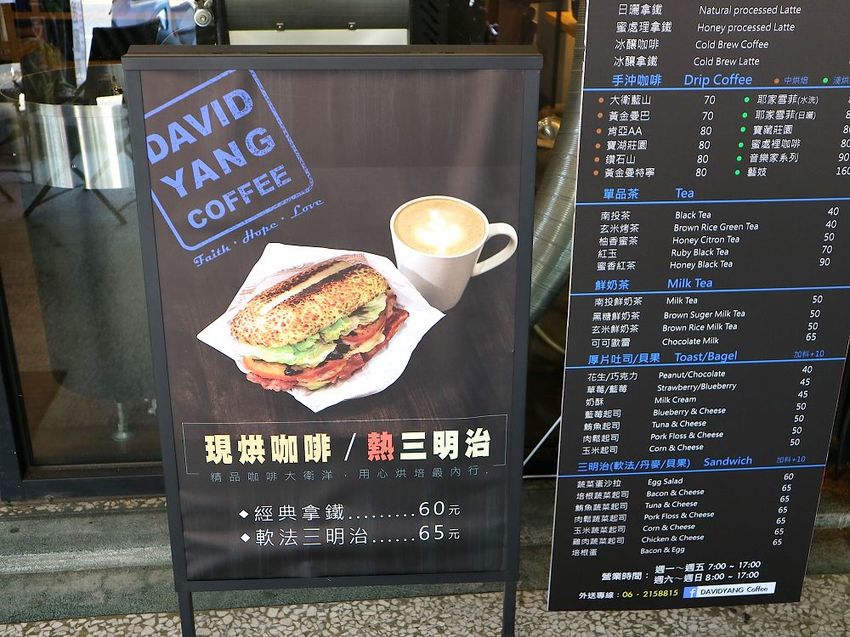 DAVID
YANG
COFFEE
Faith · Hope · Love
現烘咖啡 / 熱三明治
精品咖啡大衛洋 . 用心烘培最內行 .
◆經典拿鐵.........60元
◆軟法三明治......65元
日曬拿鐵 Natural processed Latte
蜜處理拿鐵 Honey processed Latte
冰釀咖啡 Cold Brew Coffee
冰釀拿鐵 Cold Brew Latte
手沖咖啡 Drip Coffee ●中烘焙 ●淺烘
●大衛藍山 70 ●耶家雪菲(水洗)
●黃金曼巴 70 ●耶家雪菲(日曬)
●肯亞AA 80 ●寶藏莊園 80
●寶湖莊園 80 ●蜜處裡咖啡 80
●鑽石山 80 ●音樂家系列 90
●黃金曼特寧 80 ●藝妓 160
單品茶 Tea
南投茶 Black Tea 40
玄米烤茶 Brown Rice Green Tea 40
柚香蜜茶 Honey Citron Tea 50
紅玉 Ruby Black Tea 70
蜜香紅茶 Honey Black Tea 90
鮮奶茶 Milk Tea
南投鮮奶茶 Milk Tea 50
黑糖鮮奶茶 Brown Suger Milk Tea 50
玄米鮮奶茶 Brown Rice Milk Tea 50
可可歐蕾 Chocolate Milk 65
厚片吐司/貝果 Toast/Bagel 加料+10
花生/巧克力 Peanut/Chocolate 40
草莓/藍莓 Strawberry/Blueberry 45
奶酥 Milk Cream 45
藍莓起司 Blueberry & Cheese 50
鮪魚起司 Tuna & Cheese 50
肉鬆起司 Pork Floss & Cheese 50
玉米起司 Corn & Cheese 50
三明治(軟法/丹麥/貝果) Sandwich 加料+10
蔬菜蛋沙拉 Egg Salad 60
培根蔬菜起司 Bacon & Cheese 65
鮪魚蔬菜起司 Tuna & Cheese 65
肉鬆蔬菜起司 Pork Floss & Cheese 65
玉米蔬菜起司 Corn & Cheese 65
雞肉蔬菜起司 Chicken & Cheese 65
培根蛋 Bacon & Egg
營業時間： 週一～週五 7:00 ~ 17:00
週六～週日 8:00 ~ 17:00
外送專線：06 - 2158815 f DAVIDYANG Coffee